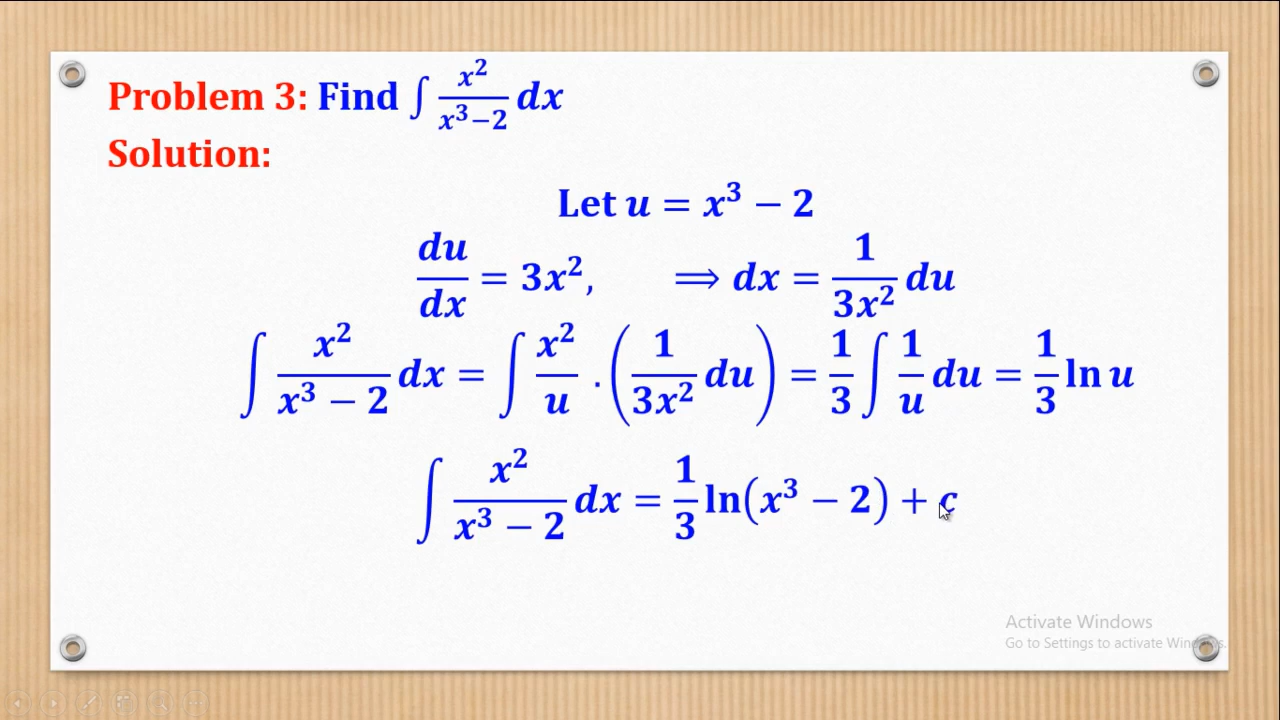 Problem 3: Find ∫ x²/(x³−2) dx
Solution:
Let u = x³ − 2
du/dx = 3x², ⟹ dx = 1/(3x²) du
∫ x²/(x³ − 2) dx = ∫ x²/u . (1/(3x²) du) = 1/3 ∫ 1/u du = 1/3 ln u
∫ x²/(x³ − 2) dx = 1/3 ln(x³ − 2) + c
Activate Windows
Go to Settings to activate Windows.